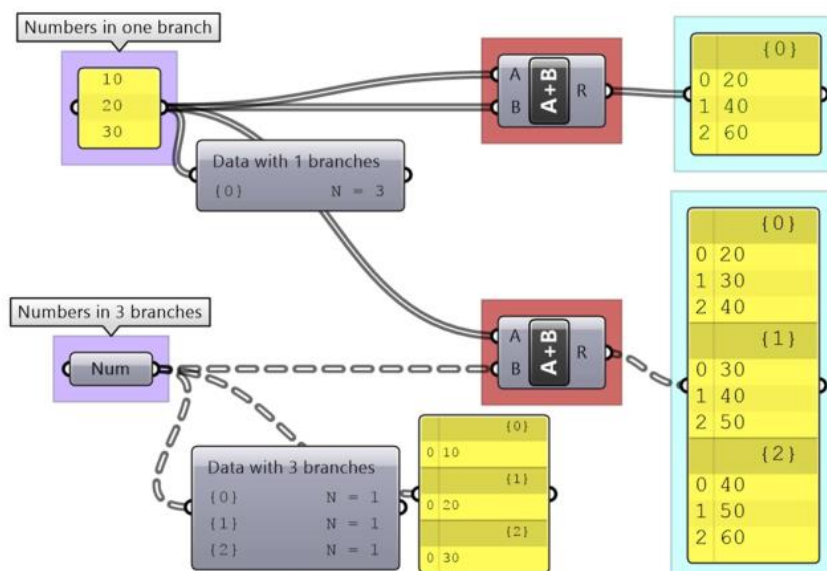 Numbers in one branch
10
20
30
Data with 1 branches
{0} N = 3
A
B
A+B
R
{0}
0 20
1 40
2 60
Numbers in 3 branches
Num
Data with 3 branches
{0} N = 1
{1} N = 1
{2} N = 1
{0}
0 10
{1}
0 20
{2}
0 30
A
B
A+B
R
{0}
0 20
1 30
2 40
{1}
0 30
1 40
2 50
{2}
0 40
1 50
2 60